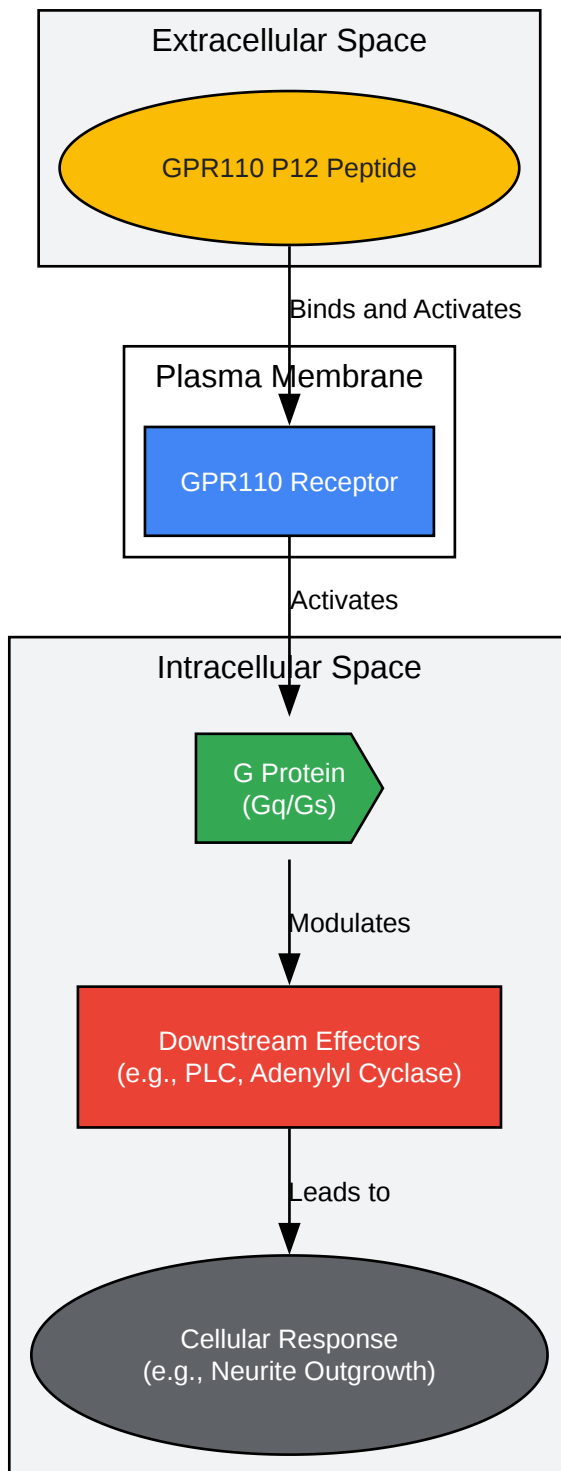 Extracellular Space
GPR110 P12 Peptide
Binds and Activates
Plasma Membrane
GPR110 Receptor
Activates
Intracellular Space
G Protein
(Gq/Gs)
Modulates
Downstream Effectors
(e.g., PLC, Adenylyl Cyclase)
Leads to
Cellular Response
(e.g., Neurite Outgrowth)